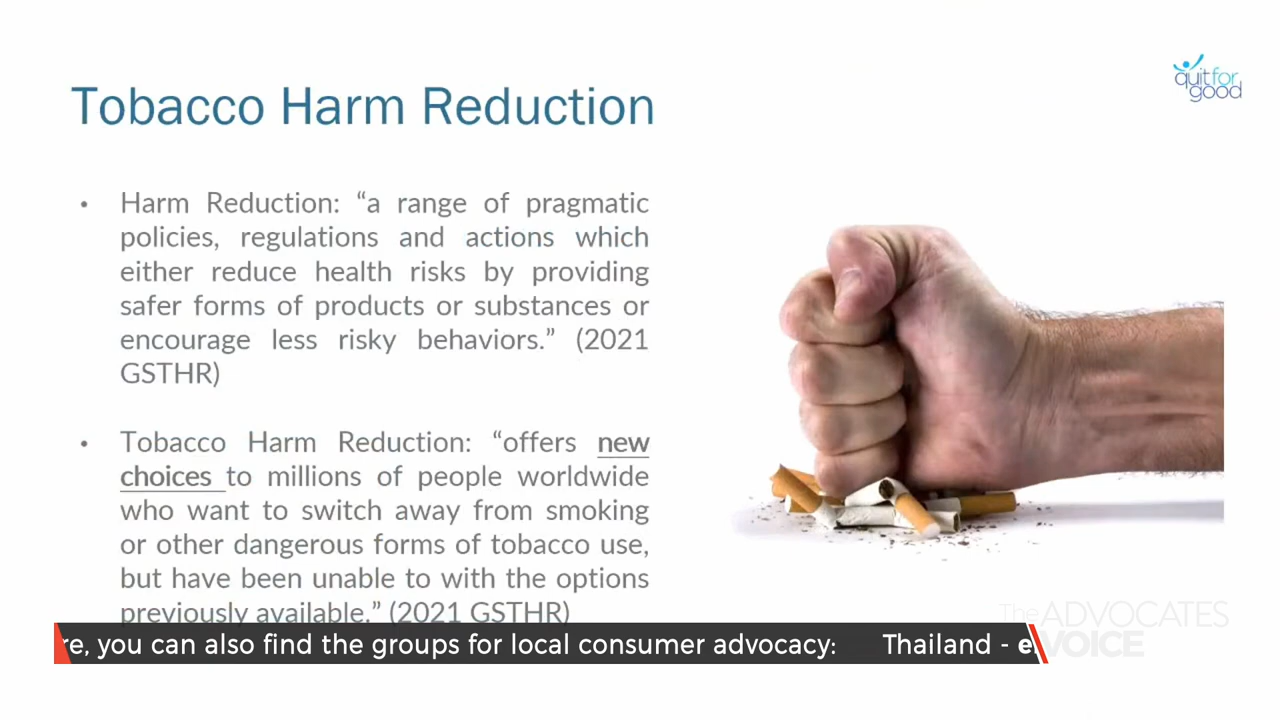 quit for
good
Tobacco Harm Reduction
• Harm Reduction: “a range of pragmatic
policies, regulations and actions which
either reduce health risks by providing
safer forms of products or substances or
encourage less risky behaviors.” (2021
GSTHR)
• Tobacco Harm Reduction: “offers new
choices to millions of people worldwide
who want to switch away from smoking
or other dangerous forms of tobacco use,
but have been unable to with the options
previously available.” (2021 GSTHR)
The ADVOCATES
VOICE
re, you can also find the groups for local consumer advocacy: Thailand - e